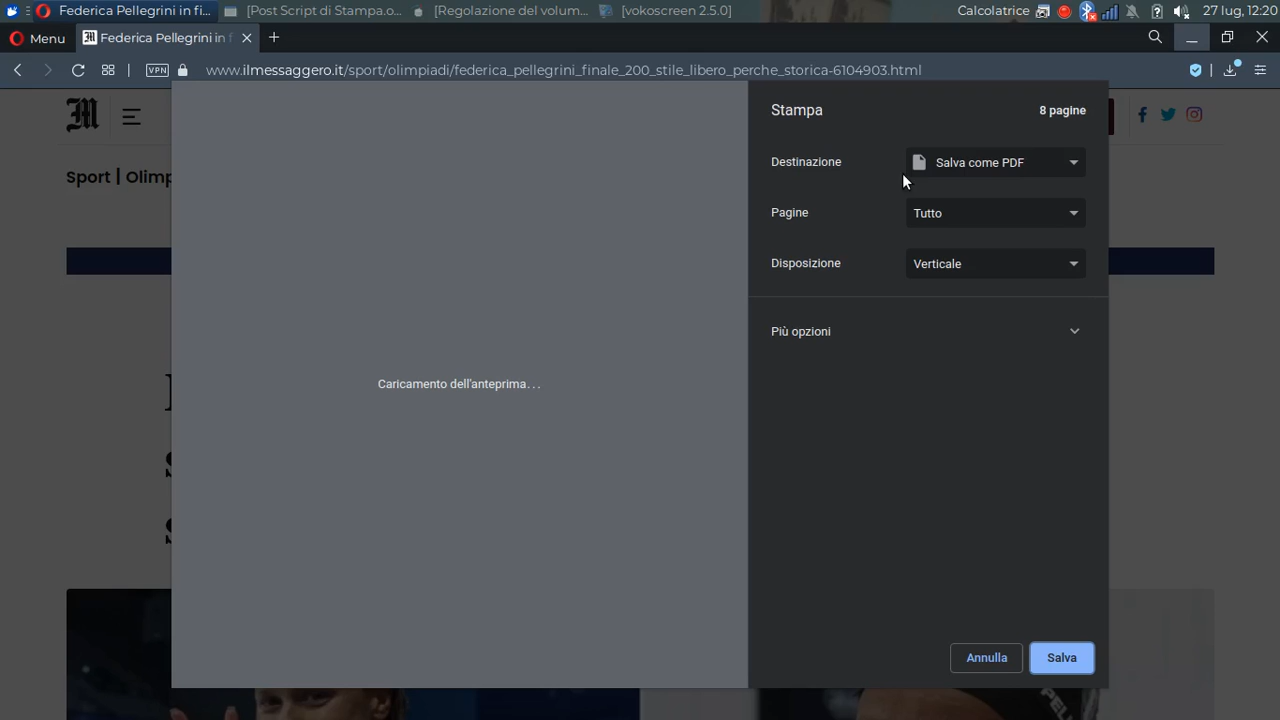 Federica Pellegrini in fi...
[Post Script di Stampa.o...
[Regolazione del volum...
[vokoscreen 2.5.0]
Calcolatrice
27 lug, 12:20
Menu
Federica Pellegrini in f
VPN
www.ilmessaggero.it/sport/olimpiadi/federica_pellegrini_finale_200_stile_libero_perche_storica-6104903.html
M
Sport | Olimp
Stampa
8 pagine
Destinazione
Salva come PDF
Pagine
Tutto
Disposizione
Verticale
Più opzioni
Caricamento dell'anteprima...
Annulla
Salva